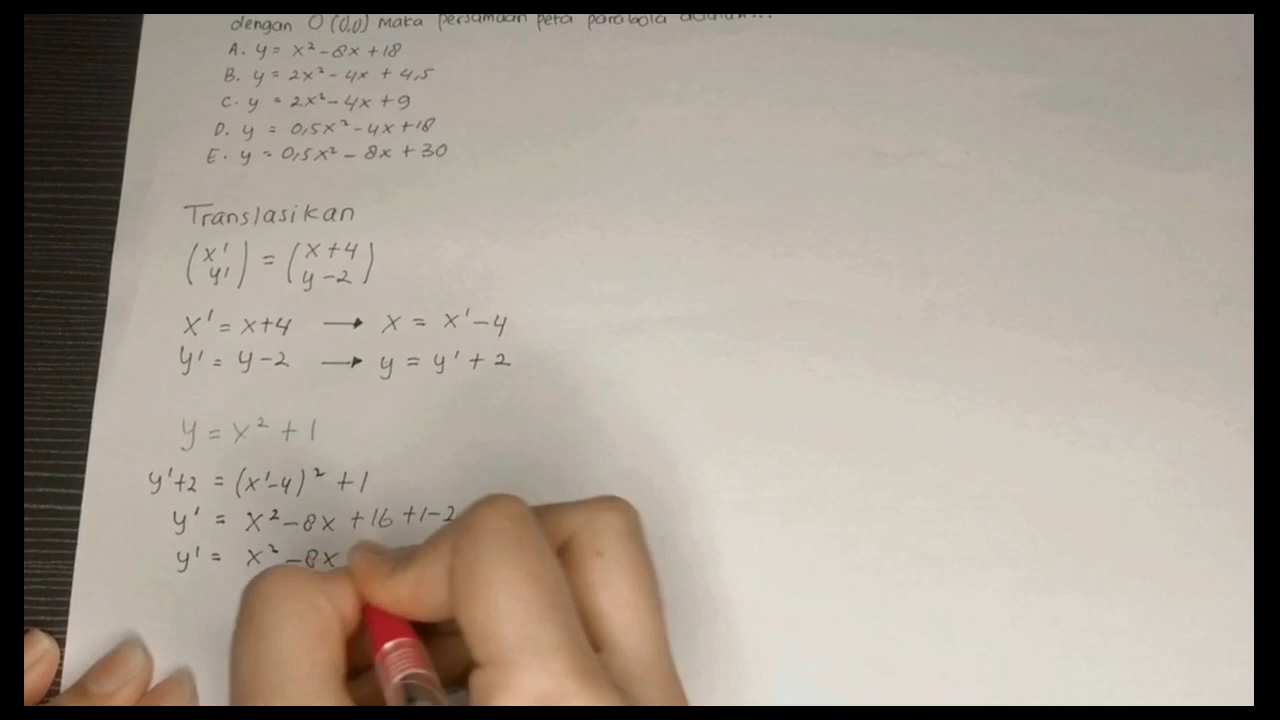 dengan O (0,0) maka persamaan peta parabola adalah...
A. y = x² - 8x + 18
B. y = 2x² - 4x + 4,5
C. y = 2x² - 4x + 9
D. y = 0,5x² - 4x + 18
E. y = 0,5x² - 8x + 30
Translasikan
(x' y') = (x + 4 y - 2)
x' = x + 4 → x = x' - 4
y' = y - 2 → y = y' + 2
y = x² + 1
y' + 2 = (x' - 4)² + 1
y' = x² - 8x + 16 + 1 - 2
y' = x² - 8x